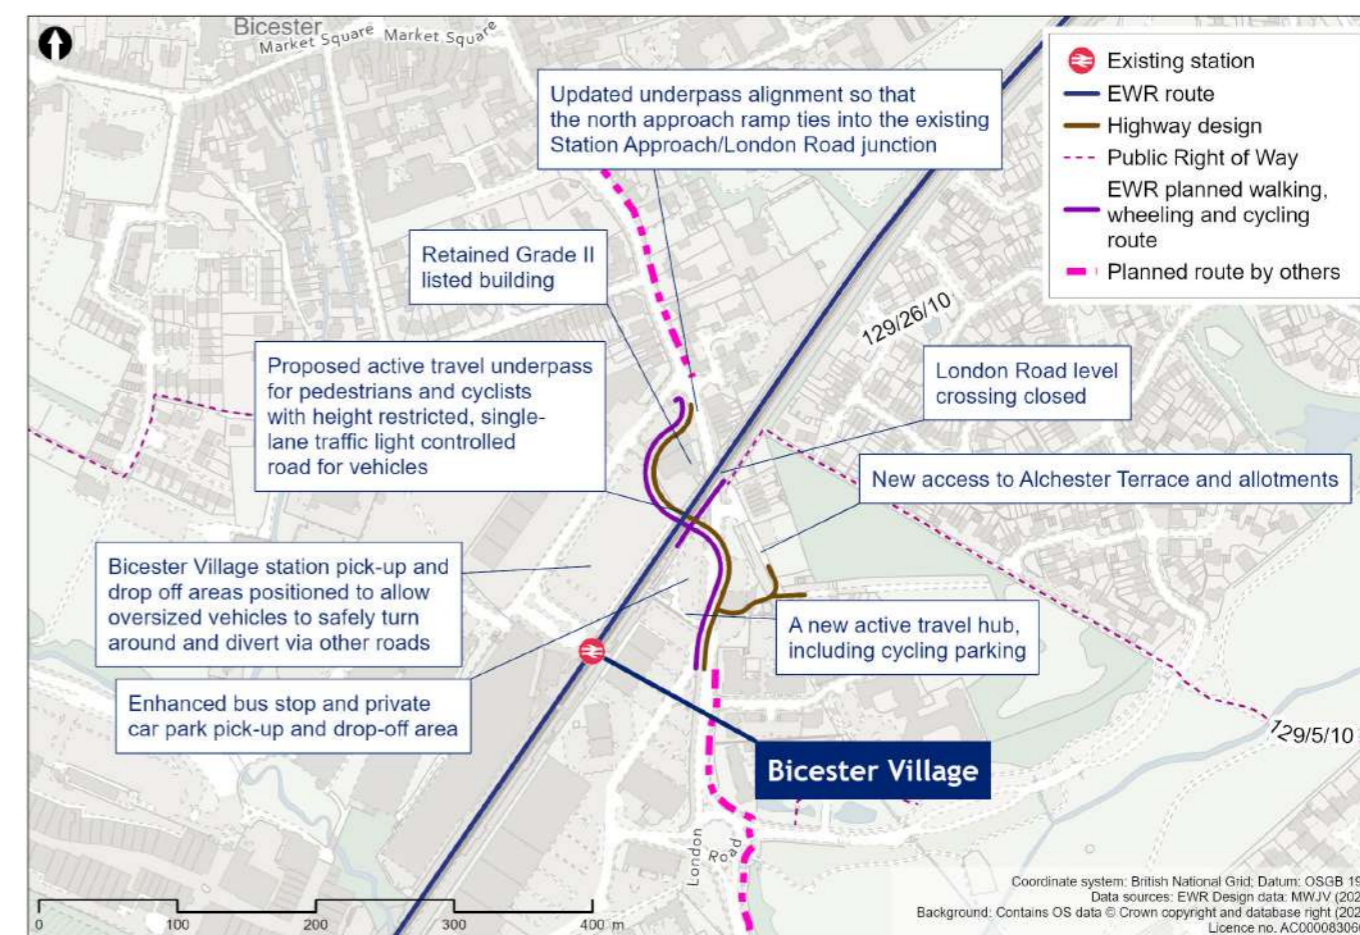 Bicester
Market Square
Market Square
Existing station
EWR route
Highway design
Public Right of Way
EWR planned walking,
wheeling and cycling
route
Planned route by others
Updated underpass alignment so that
the north approach ramp ties into the existing
Station Approach/London Road junction
Retained Grade II
listed building
129/26/10
Proposed active travel underpass
for pedestrians and cyclists
with height restricted, single-
lane traffic light controlled
road for vehicles
London Road level
crossing closed
New access to Alchester Terrace and allotments
Bicester Village station pick-up and
drop off areas positioned to allow
oversized vehicles to safely turn
around and divert via other roads
A new active travel hub,
including cycling parking
Enhanced bus stop and private
car park pick-up and drop-off area
129/5/10
Bicester Village
London
Road
0 100 200 300 400 m
Coordinate system: British National Grid; Datum: OSGB 19
Data sources: EWR Design data: MWJV (202
Background: Contains OS data © Crown copyright and database right (202
Licence no. AC000083060